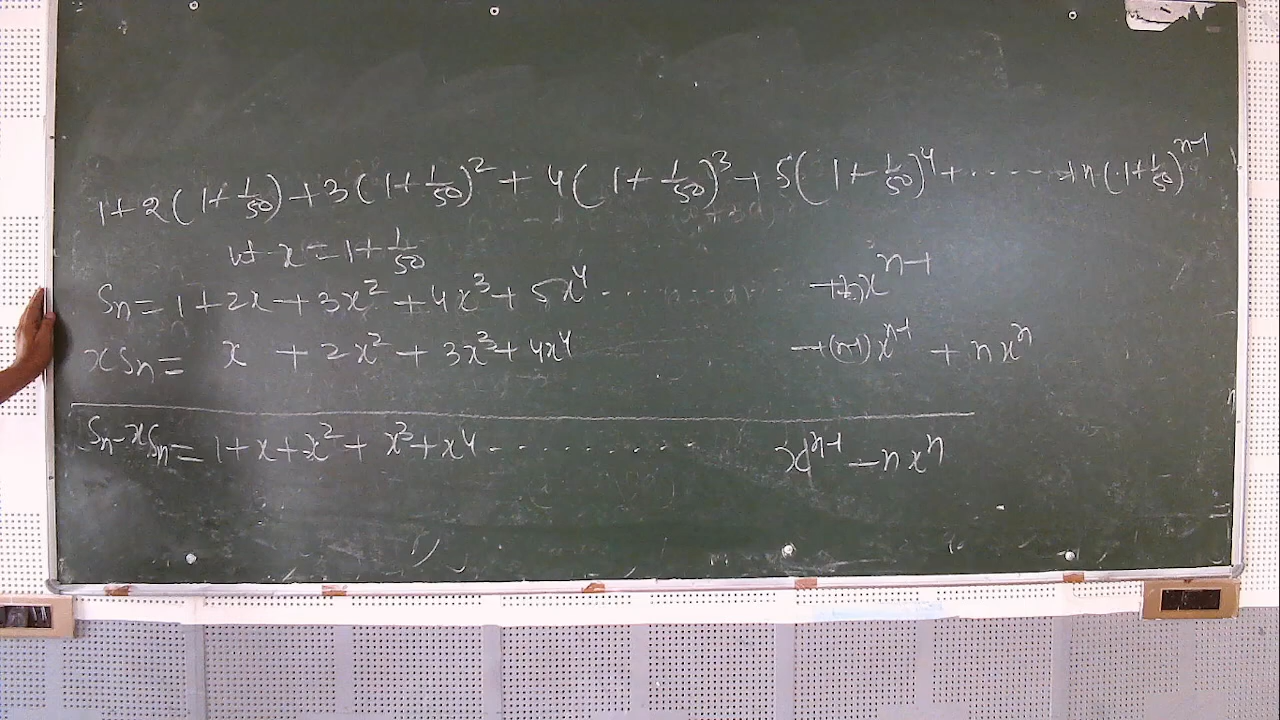 1+2(1+1/50)+3(1+1/50)^2+4(1+1/50)^3+5(1+1/50)^4+......+n(1+1/50)^n-1
let x=1+1/50
Sn=1+2x+3x^2+4x^3+5x^4........+nx^n-1
xSn= x+2x^2+3x^3+4x^4 +(n-1)x^n-1+nx^n
Sn-xSn=1+x+x^2+x^3+x^4......... x^n-1-nx^n